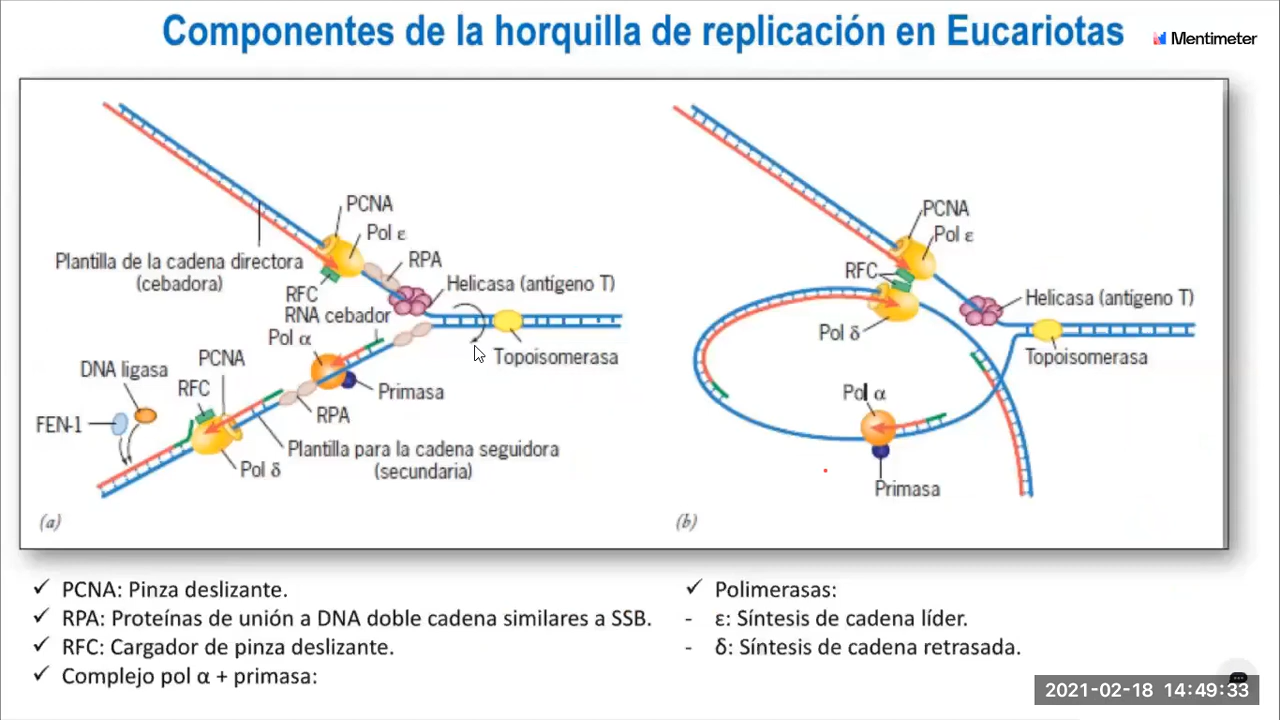 Componentes de la horquilla de replicación en Eucariotas
Mentimeter
PCNA
Pol ε
Plantilla de la cadena directora
(cebadora)
RPA
Helicasa (antígeno T)
RFC
RNA cebador
Pol α
Topoisomerasa
PCNA
DNA ligasa
RFC
Primasa
FEN-1
RPA
Plantilla para la cadena seguidora
(secundaria)
Pol δ
(a)
PCNA
Pol ε
RFC
Helicasa (antígeno T)
Pol δ
Topoisomerasa
Pol α
Primasa
(b)
✓ PCNA: Pinza deslizante.
✓ RPA: Proteínas de unión a DNA doble cadena similares a SSB.
✓ RFC: Cargador de pinza deslizante.
✓ Complejo pol α + primasa:
✓ Polimerasas:
- ε: Síntesis de cadena líder.
- δ: Síntesis de cadena retrasada.
2021-02-18 14:49:33